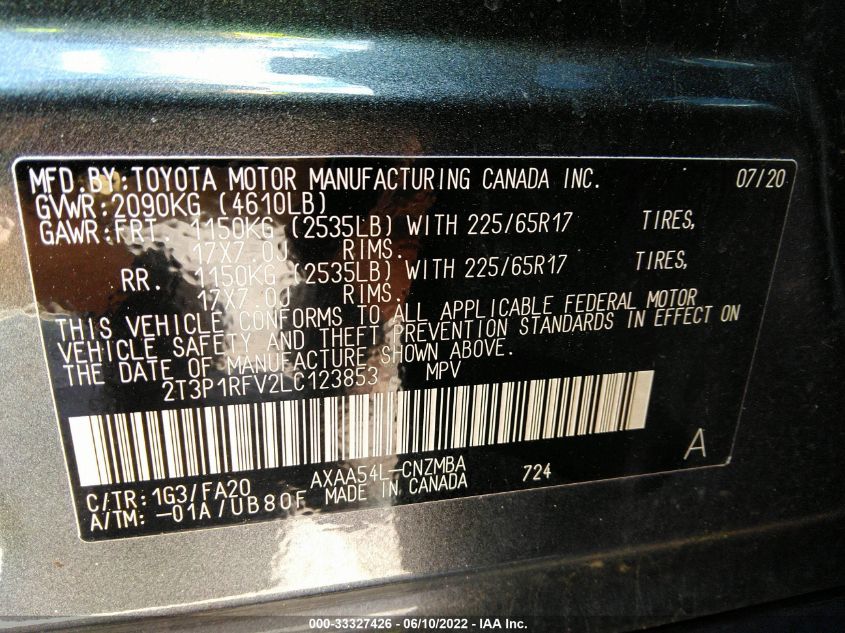 MFD.BY:TOYOTA MOTOR MANUFACTURING CANADA INC. 07/20
GVWR:2090KG (4610LB)
GAWR:FRT. 1150KG (2535LB) WITH 225/65R17 TIRES,
17X7.0J RIMS.
RR. 1150KG (2535LB) WITH 225/65R17 TIRES,
17X7.0J RIMS.
THIS VEHICLE CONFORMS TO ALL APPLICABLE FEDERAL MOTOR
VEHICLE SAFETY AND THEFT PREVENTION STANDARDS IN EFFECT ON
THE DATE OF MANUFACTURE SHOWN ABOVE.
2T3P1RFV2LC123853 MPV
A
C/TR:1G3/FA20 AXAA54L-CNZMBA 724
A/TM:-01A/UB80F MADE IN CANADA
000-33327426 - 06/10/2022 - IAA Inc.